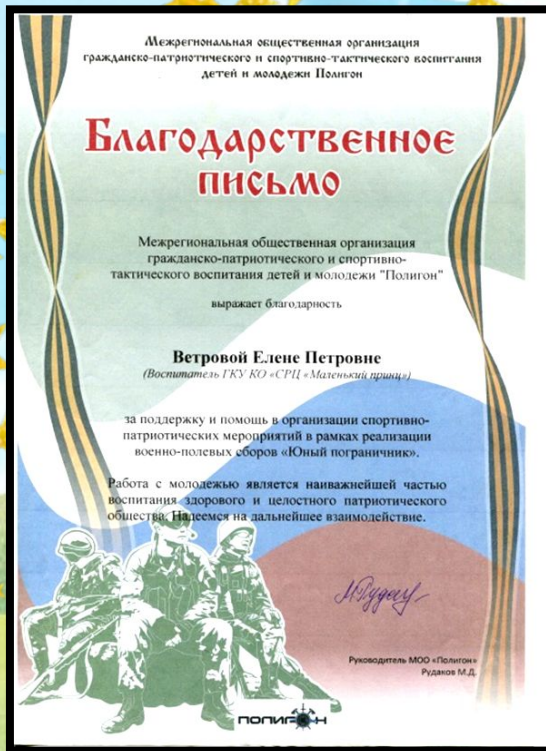 Межрегиональная общественная организация
гражданско-патриотического и спортивно-тактического воспитания
детей и молодежи Полигон
Благодарственное
письмо
Межрегиональная общественная организация
гражданско-патриотического и спортивно-
тактического воспитания детей и молодежи "Полигон"
выражает благодарность
Ветровой Елене Петровне
(Воспитатель ГКУ КО «СРЦ «Маленький принц»)
за поддержку и помощь в организации спортивно-
патриотических мероприятий в рамках реализации
военно-полевых сборов «Юный пограничник».
Работа с молодежью является наиважнейшей частью
воспитания здорового и целостного патриотического
общества. Надеемся на дальнейшее взаимодействие.
Руководитель МОО «Полигон»
Рудаков М.Д.
ПОЛИГОН